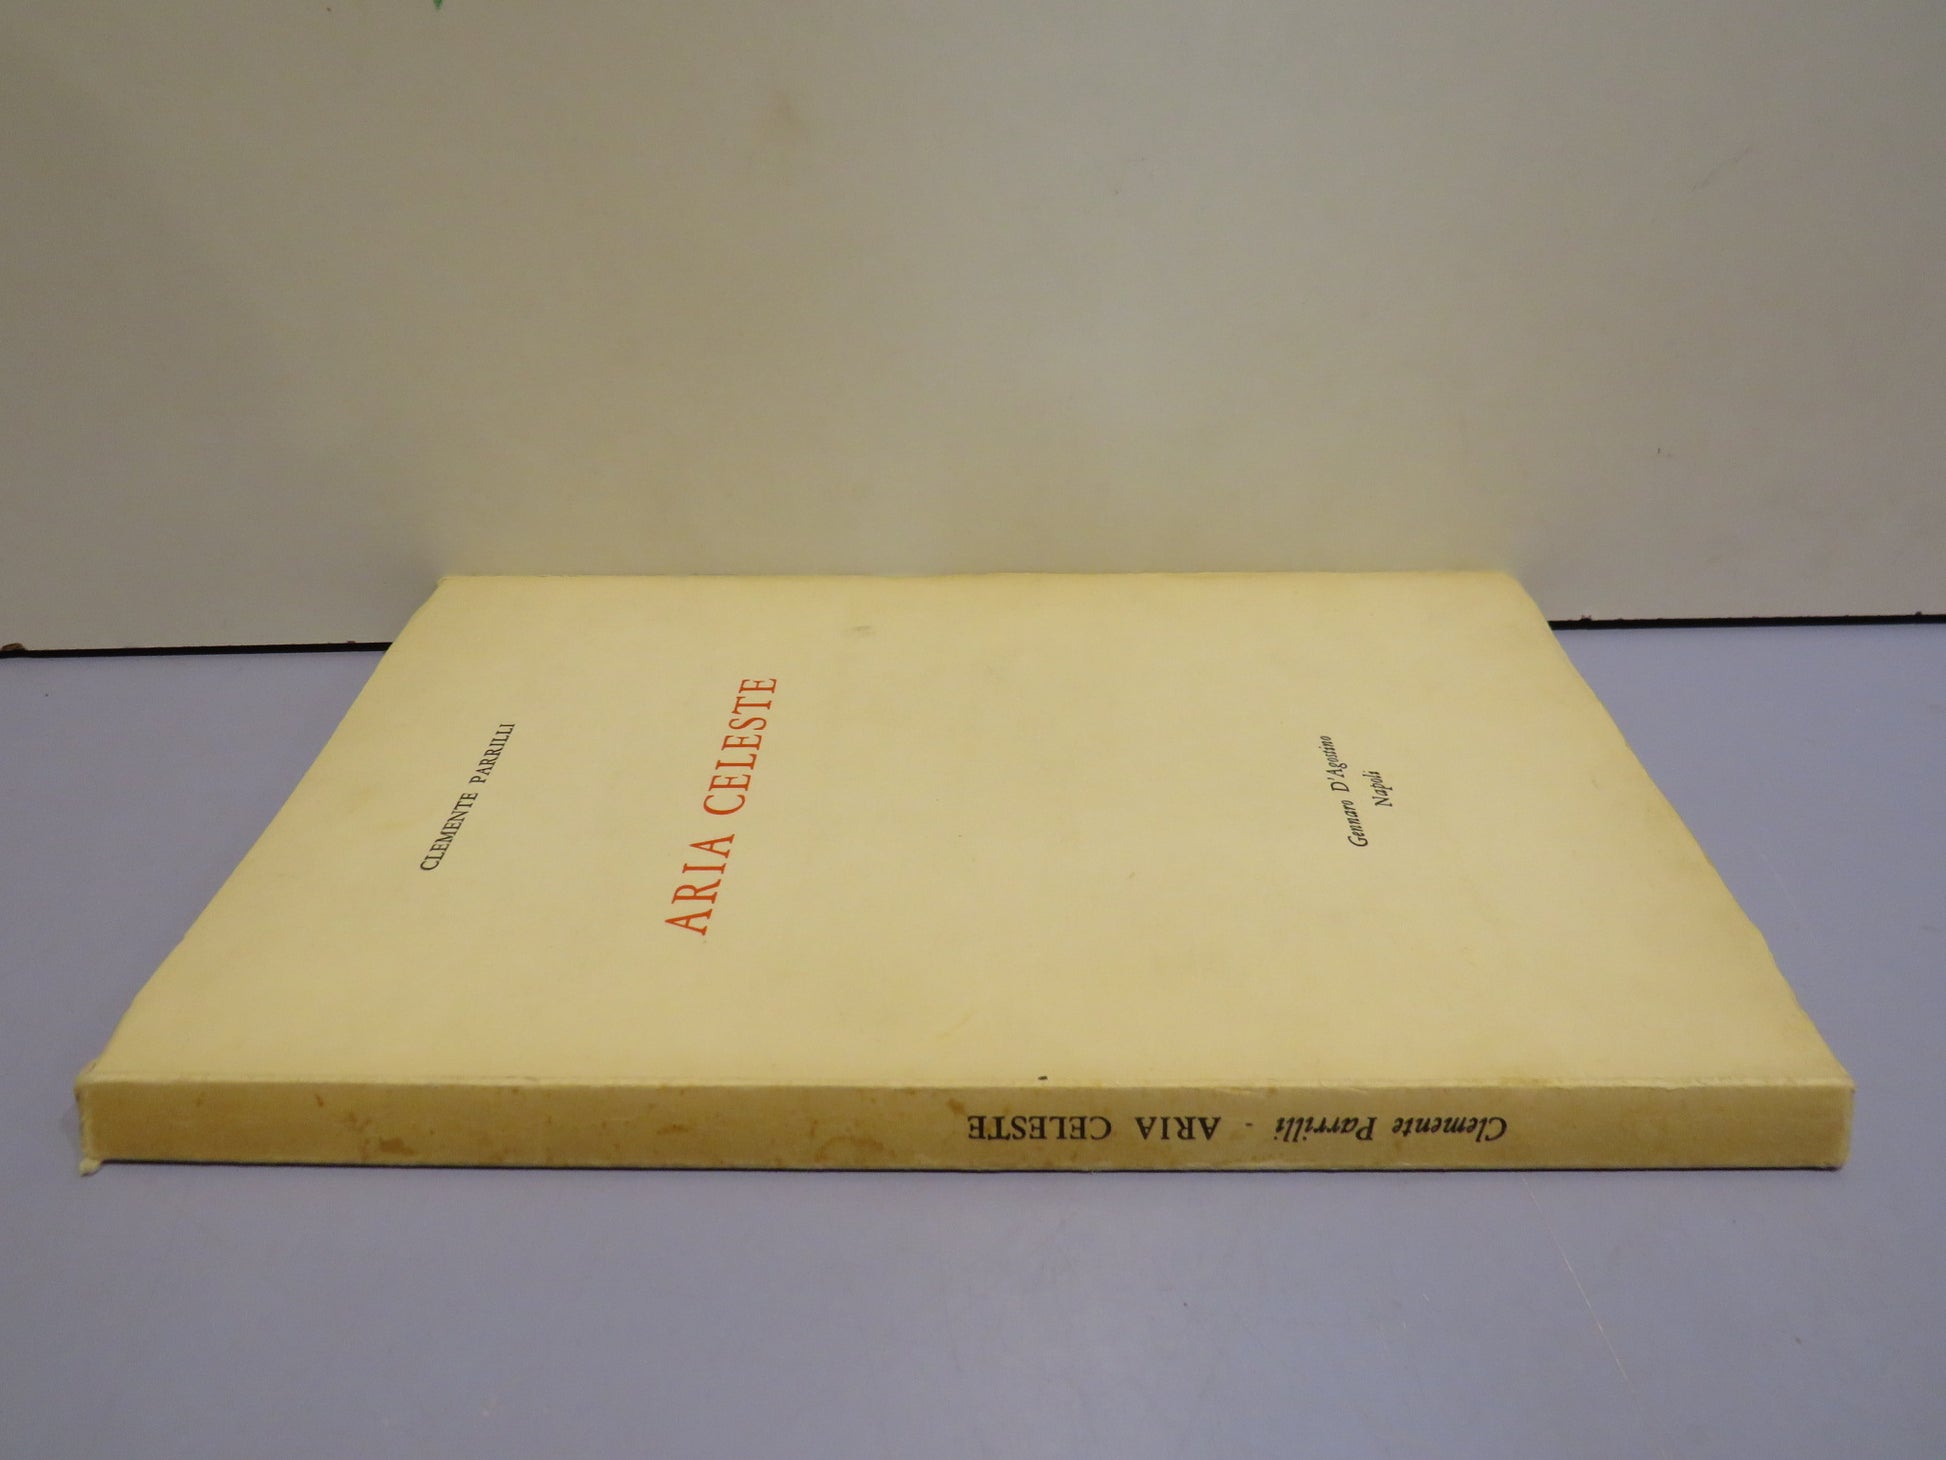 CLEMENTE PARRILLI
ARIA CELESTE
Gennaro D'Agostino
Napoli
Clemente Parrilli - ARIA CELESTE